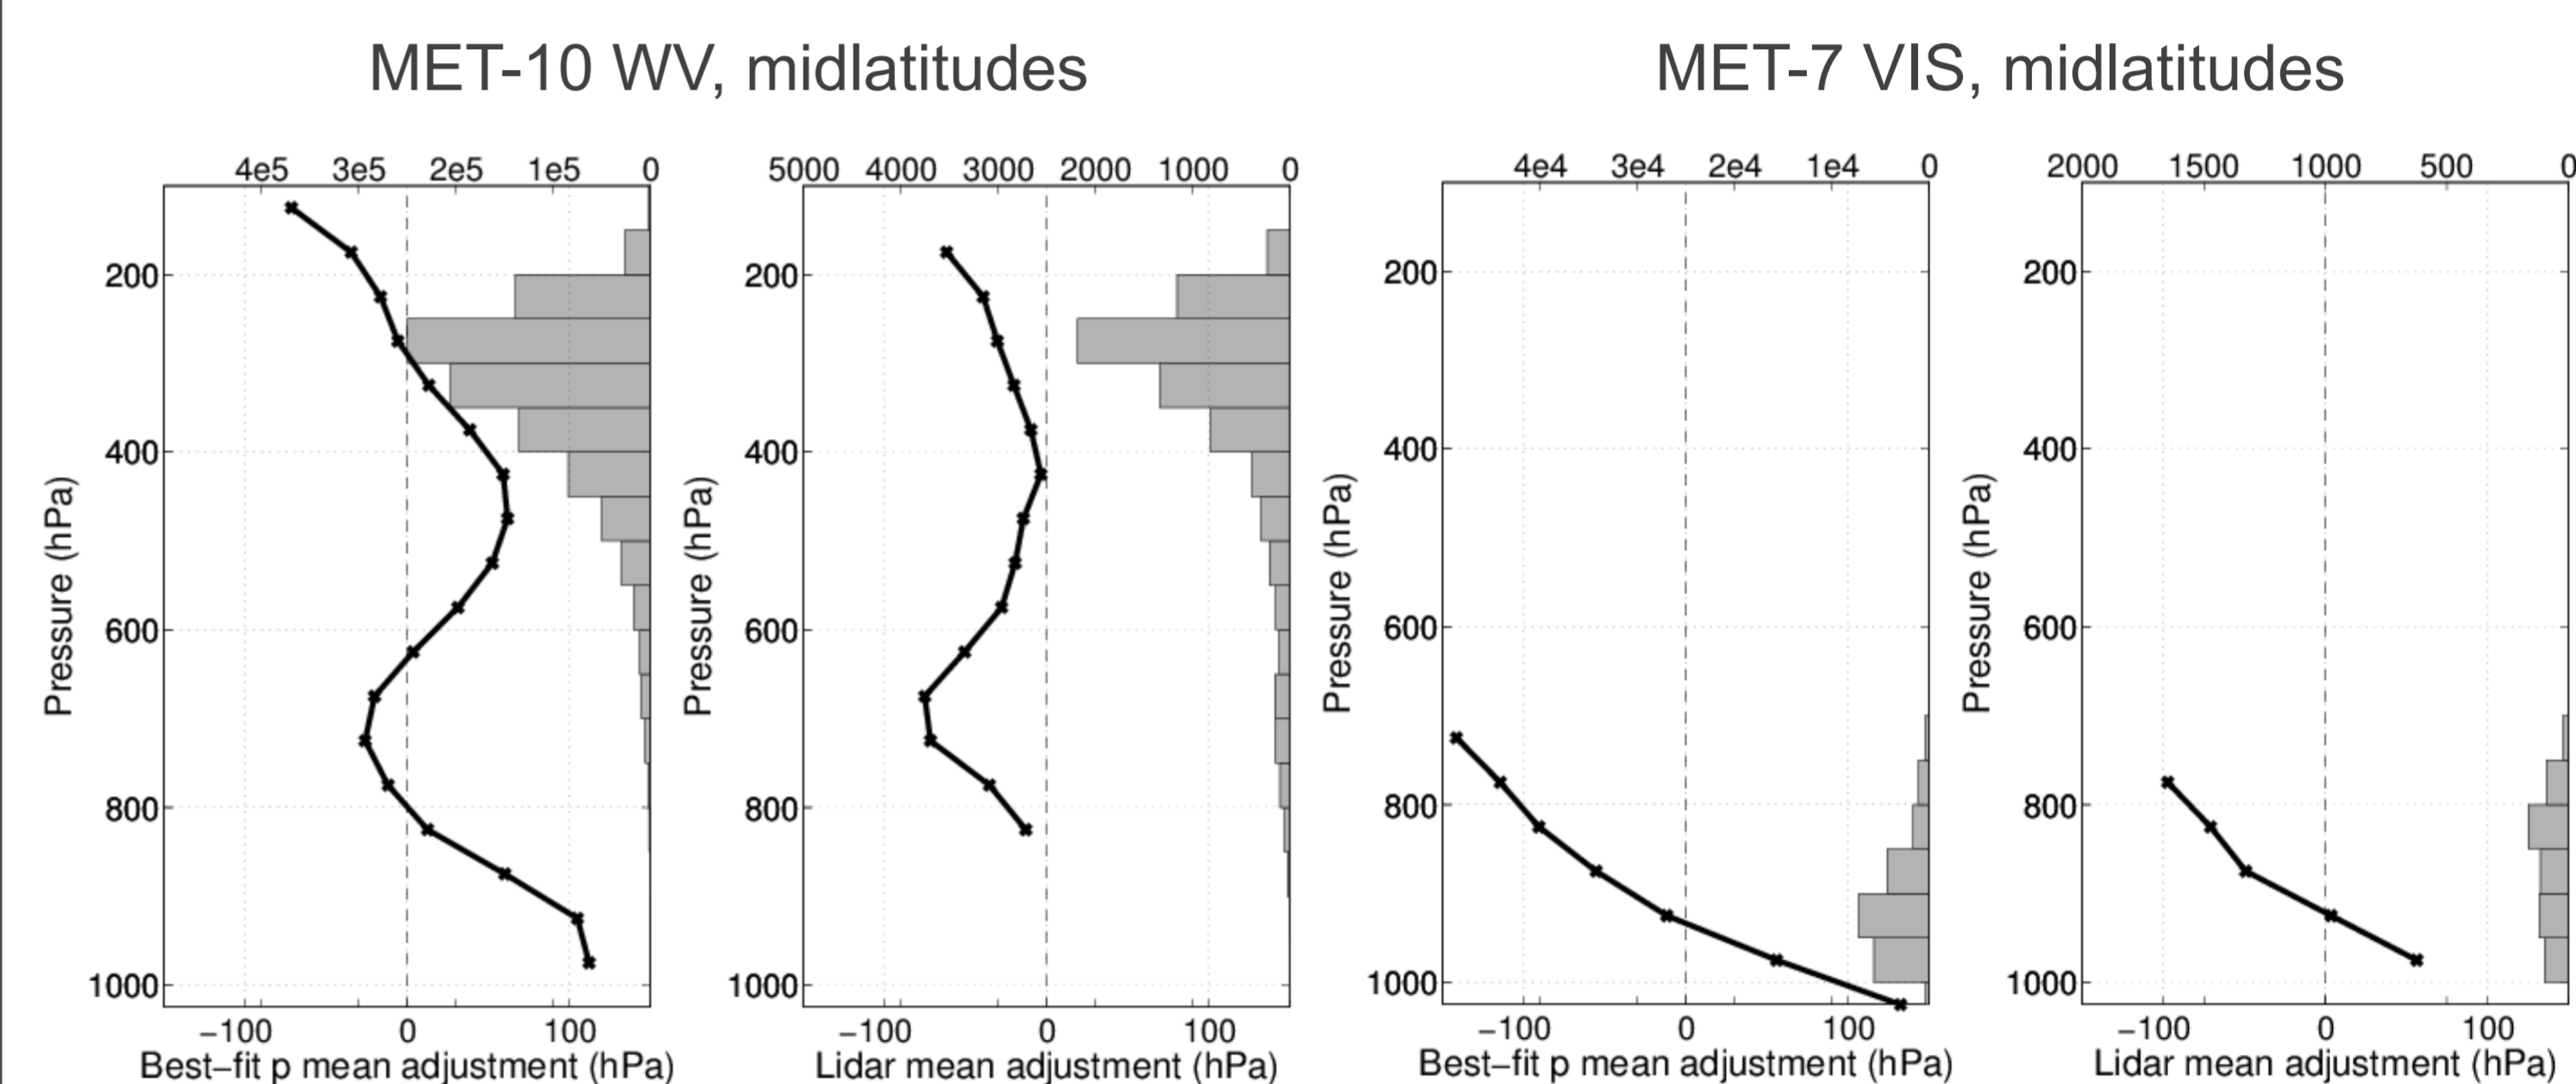 MET-10 WV, midlatitudes
MET-7 VIS, midlatitudes
4e5 3e5 2e5 1e5 0
5000 4000 3000 2000 1000 0
4e4 3e4 2e4 1e4 0
2000 1500 1000 500 0
Pressure (hPa)
200
400
600
800
1000
−100 0 100
Best−fit p mean adjustment (hPa)
Pressure (hPa)
200
400
600
800
1000
−100 0 100
Lidar mean adjustment (hPa)
Pressure (hPa)
200
400
600
800
1000
−100 0 100
Best−fit p mean adjustment (hPa)
Pressure (hPa)
200
400
600
800
1000
−100 0 100
Lidar mean adjustment (hPa)